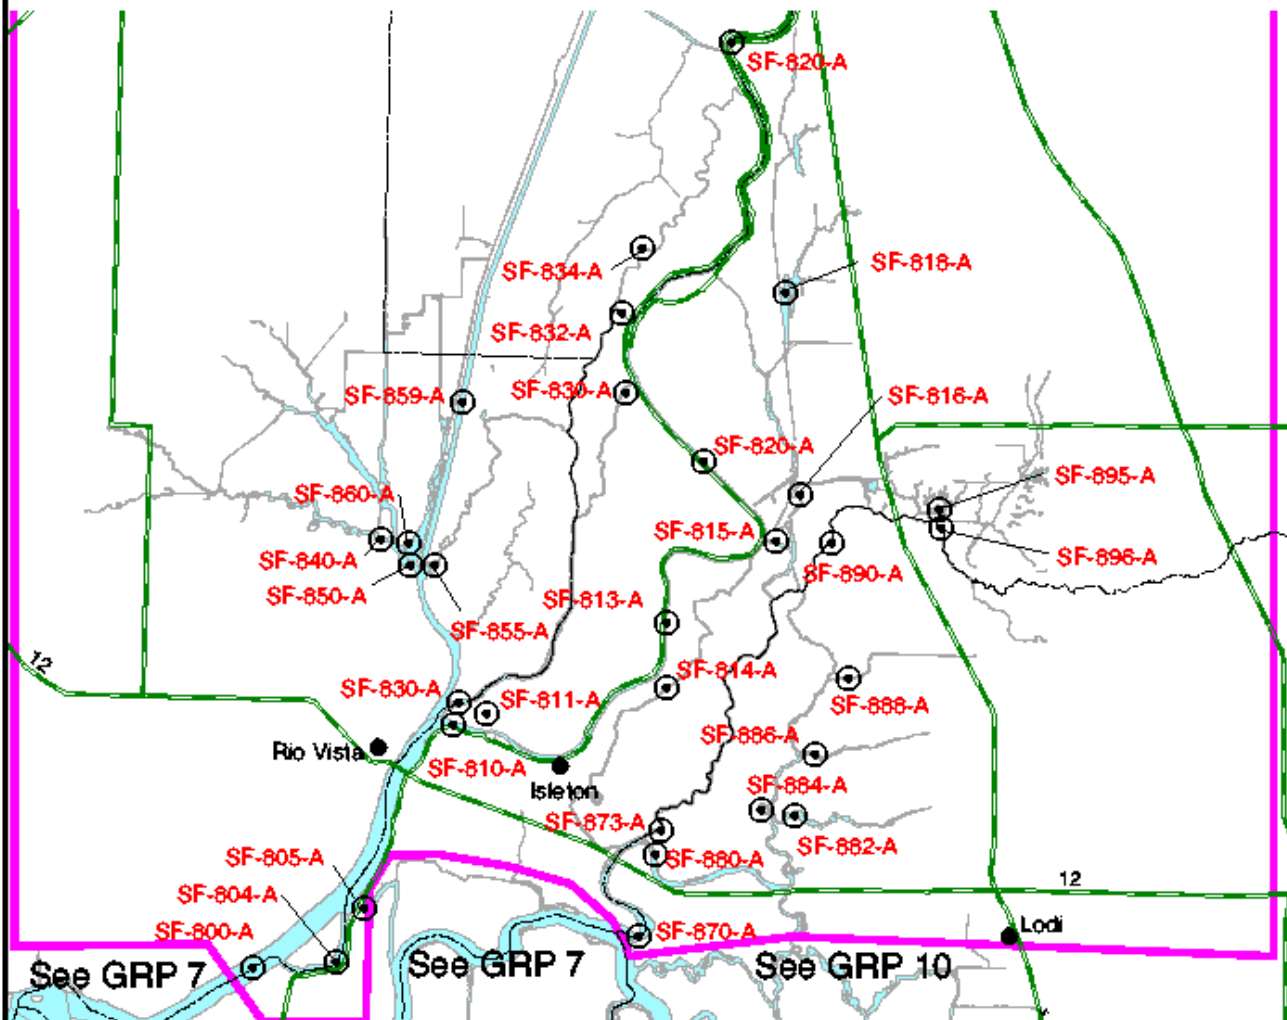 SF-820-A
SF-818-A
SF-834-A
SF-832-A
SF-830-A
SF-859-A
SF-816-A
SF-820-A
SF-895-A
SF-860-A
SF-815-A
SF-896-A
SF-840-A
SF-890-A
SF-850-A
SF-813-A
SF-855-A
12
SF-814-A
SF-830-A
SF-811-A
SF-888-A
SF-886-A
Rio Vista
SF-810-A
Isleton
SF-884-A
SF-873-A
SF-882-A
SF-805-A
SF-880-A
12
SF-804-A
SF-800-A
SF-870-A
Lodi
See GRP 7
See GRP 7
See GRP 10